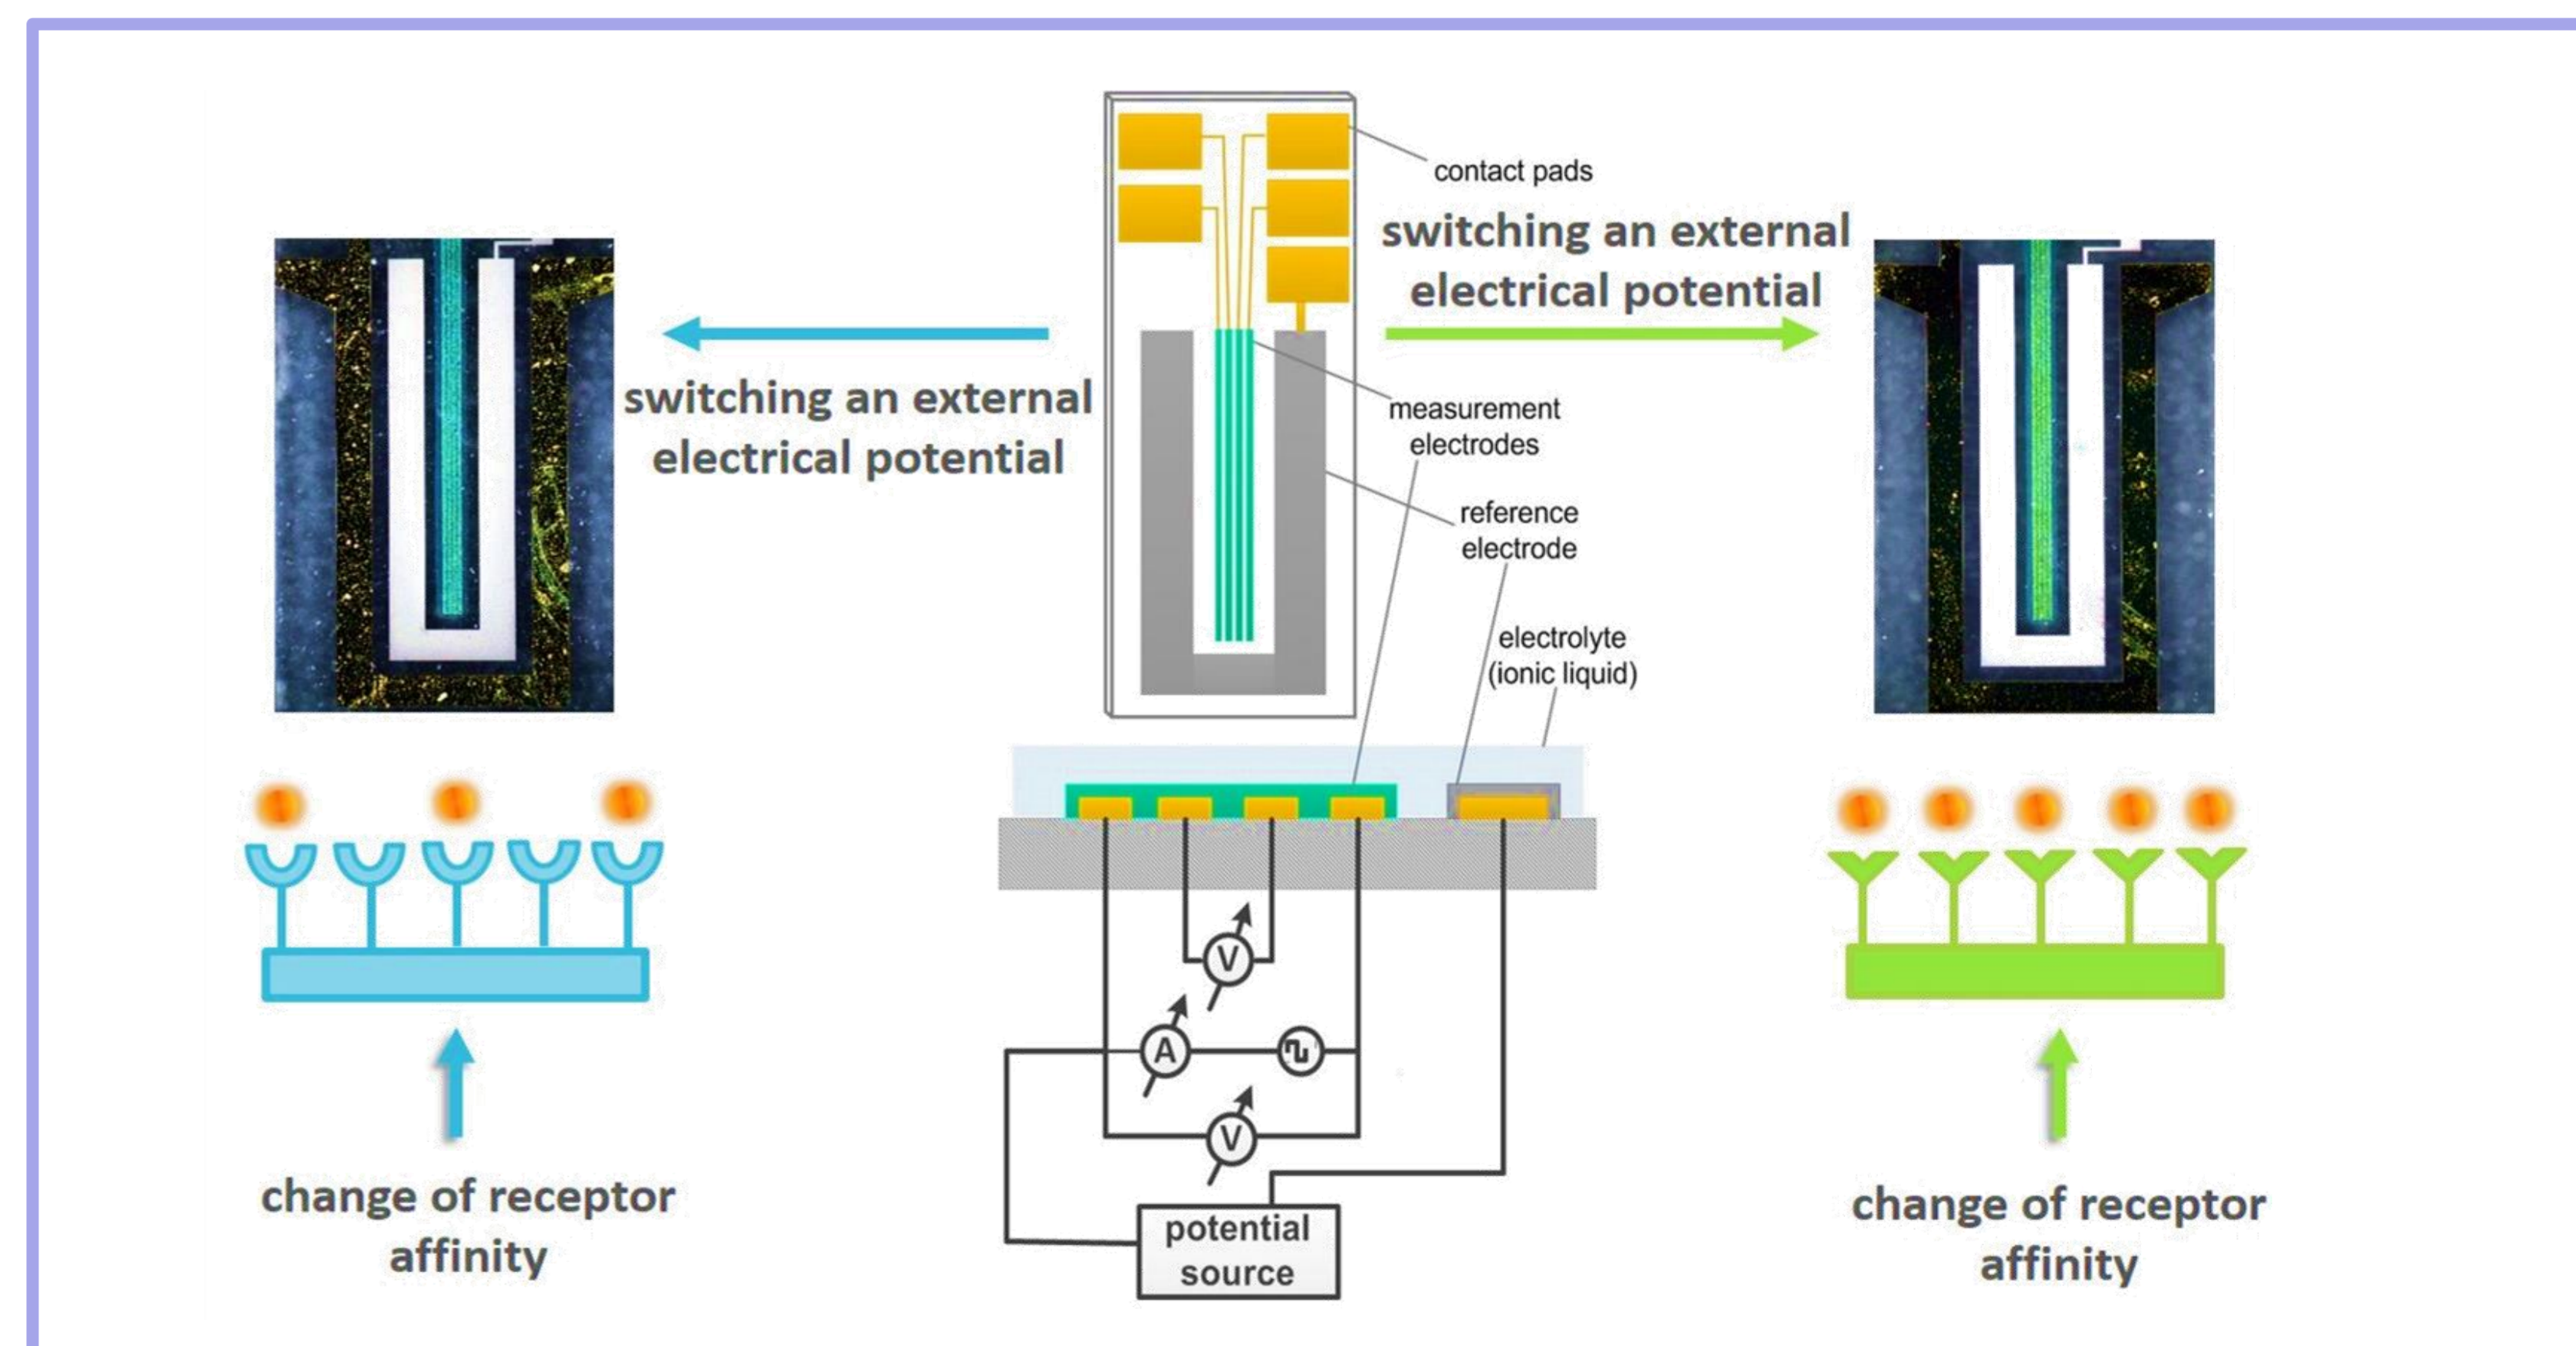 contact pads
switching an external
electrical potential
switching an external
electrical potential
measurement
electrodes
reference
electrode
electrolyte
(ionic liquid)
V
A
V
potential
source
change of receptor
affinity
change of receptor
affinity